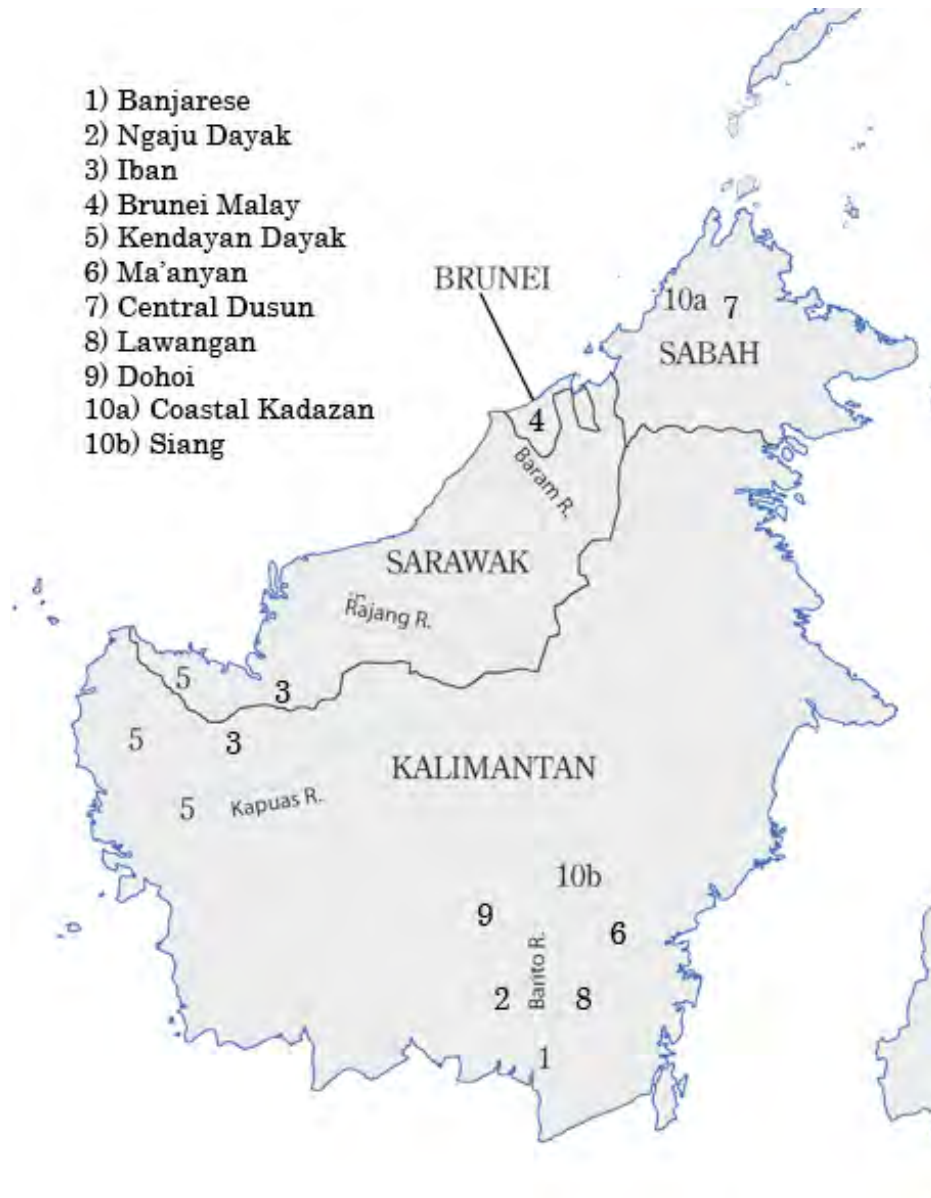 1) Banjarese
2) Ngaju Dayak
3) Iban
4) Brunei Malay
5) Kendayan Dayak
6) Ma’anyan
7) Central Dusun
8) Lawangan
9) Dohoi
10a) Coastal Kadazan
10b) Siang
BRUNEI
10a 7
SABAH
4
Baram R.
SARAWAK
Rajang R.
5
3
5
3
KALIMANTAN
5
Kapuas R.
10b
9
6
Barito R.
2
8
1